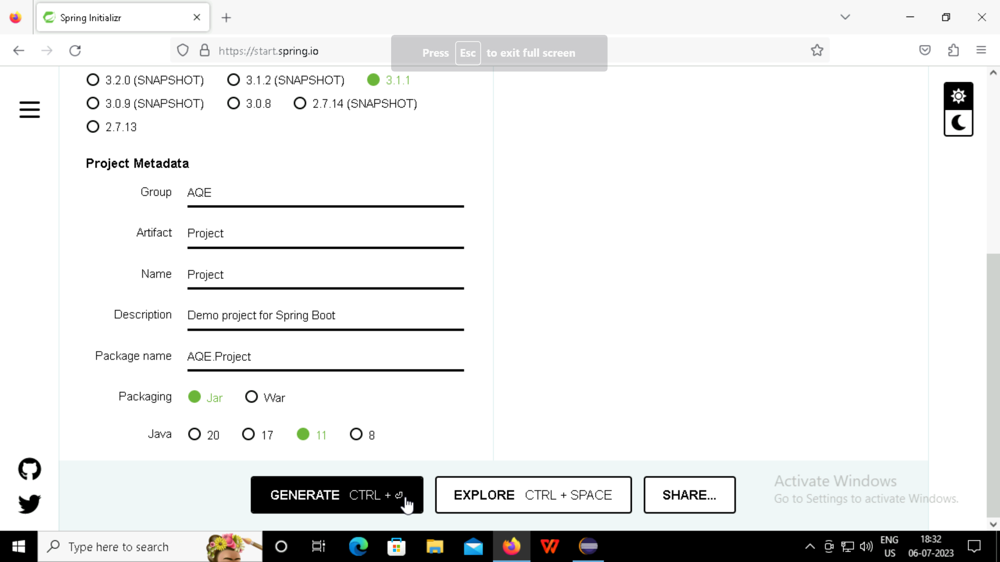 Spring Initializr
https://start.spring.io
Press Esc to exit full screen
3.2.0 (SNAPSHOT) 3.1.2 (SNAPSHOT) 3.1.1
3.0.9 (SNAPSHOT) 3.0.8 2.7.14 (SNAPSHOT)
2.7.13
Project Metadata
Group AQE
Artifact Project
Name Project
Description Demo project for Spring Boot
Package name AQE.Project
Packaging Jar War
Java 20 17 11 8
GENERATE CTRL + ⏎ EXPLORE CTRL + SPACE SHARE...
Activate Windows
Go to Settings to activate Windows.
Type here to search
ENG
US
18:32
06-07-2023